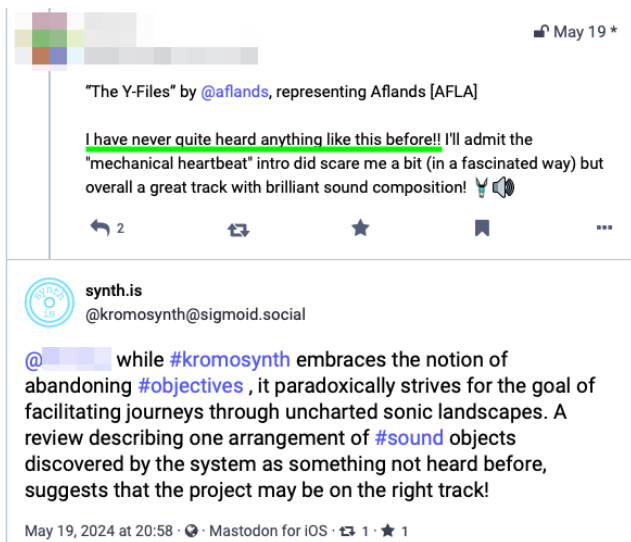 May 19 *
“The Y-Files” by @aflands, representing Aflands [AFLA]
I have never quite heard anything like this before!! I'll admit the
"mechanical heartbeat" intro did scare me a bit (in a fascinated way) but
overall a great track with brilliant sound composition!
2
synth
is
synth.is
@kromosynth@sigmoid.social
@ while #kromosynth embraces the notion of
abandoning #objectives , it paradoxically strives for the goal of
facilitating journeys through uncharted sonic landscapes. A
review describing one arrangement of #sound objects
discovered by the system as something not heard before,
suggests that the project may be on the right track!
May 19, 2024 at 20:58 · · Mastodon for iOS · 1 · 1